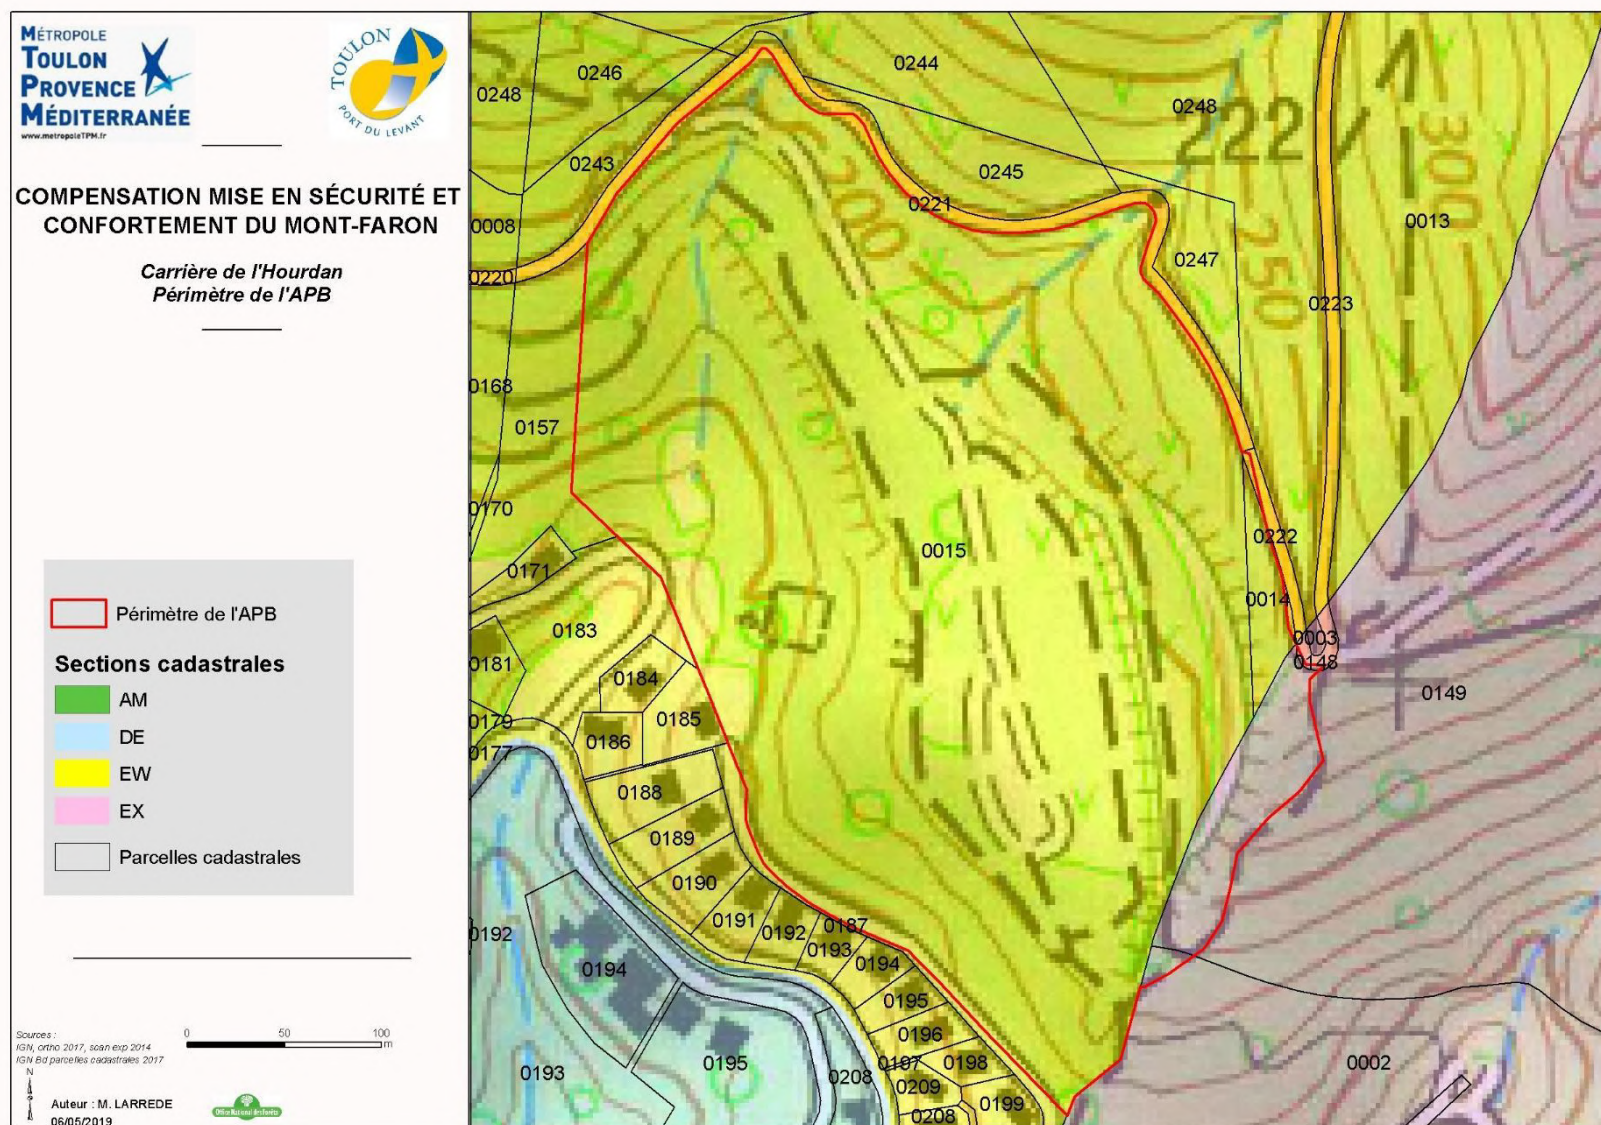 MÉTROPOLE
TOULON
PROVENCE
MÉDITERRANÉE
www.metropoleTPM.fr
TOULON
PORT DU LEVANT
COMPENSATION MISE EN SÉCURITÉ ET
CONFORTEMENT DU MONT-FARON
Carrière de l'Hourdan
Périmètre de l'APB
Périmètre de l'APB
Sections cadastrales
AM
DE
EW
EX
Parcelles cadastrales
Sources :
IGN, ortho 2017, scan exp 2014
IGN Bd parcelles cadastrales 2017
0 50 100
m
N
Auteur : M. LARREDE
06/05/2019
Office National des Forêts
0246
0244
0248
0248
222
300
0243
0245
0221
200
0013
0008
0247
250
0220
0223
0168
0157
0170
0015
0222
0171
0014
0183
0003
0181
0148
0184
0149
0185
0179
0186
0177
0188
0189
0190
0191
0187
0192
0192
0193
0194
0194
0195
0196
0195
0197
0198
0002
0193
0208
0209
0199
0208